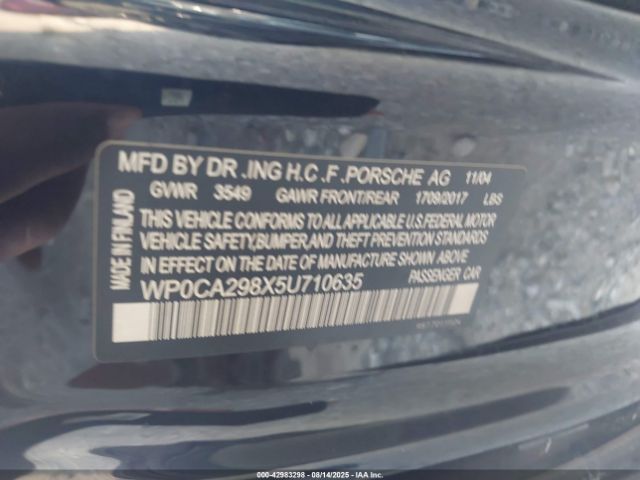 MFD BY DR .ING H.C .F .PORSCHE AG 11/04
GVWR 3549 GAWR FRONT/REAR 1709/2017 LBS
THIS VEHICLE CONFORMS TO ALL APPLICABLE U.S.FEDERAL MOTOR
VEHICLE SAFETY,BUMPER,AND THEFT PREVENTION STANDARDS
IN EFFECT ON THE DATE OF MANUFACTURE SHOWN ABOVE
WP0CA298X5U710635 PASSENGER CAR
MADE IN FINLAND
IAAI 42983298 - 08/14/2025 - IAA Inc.